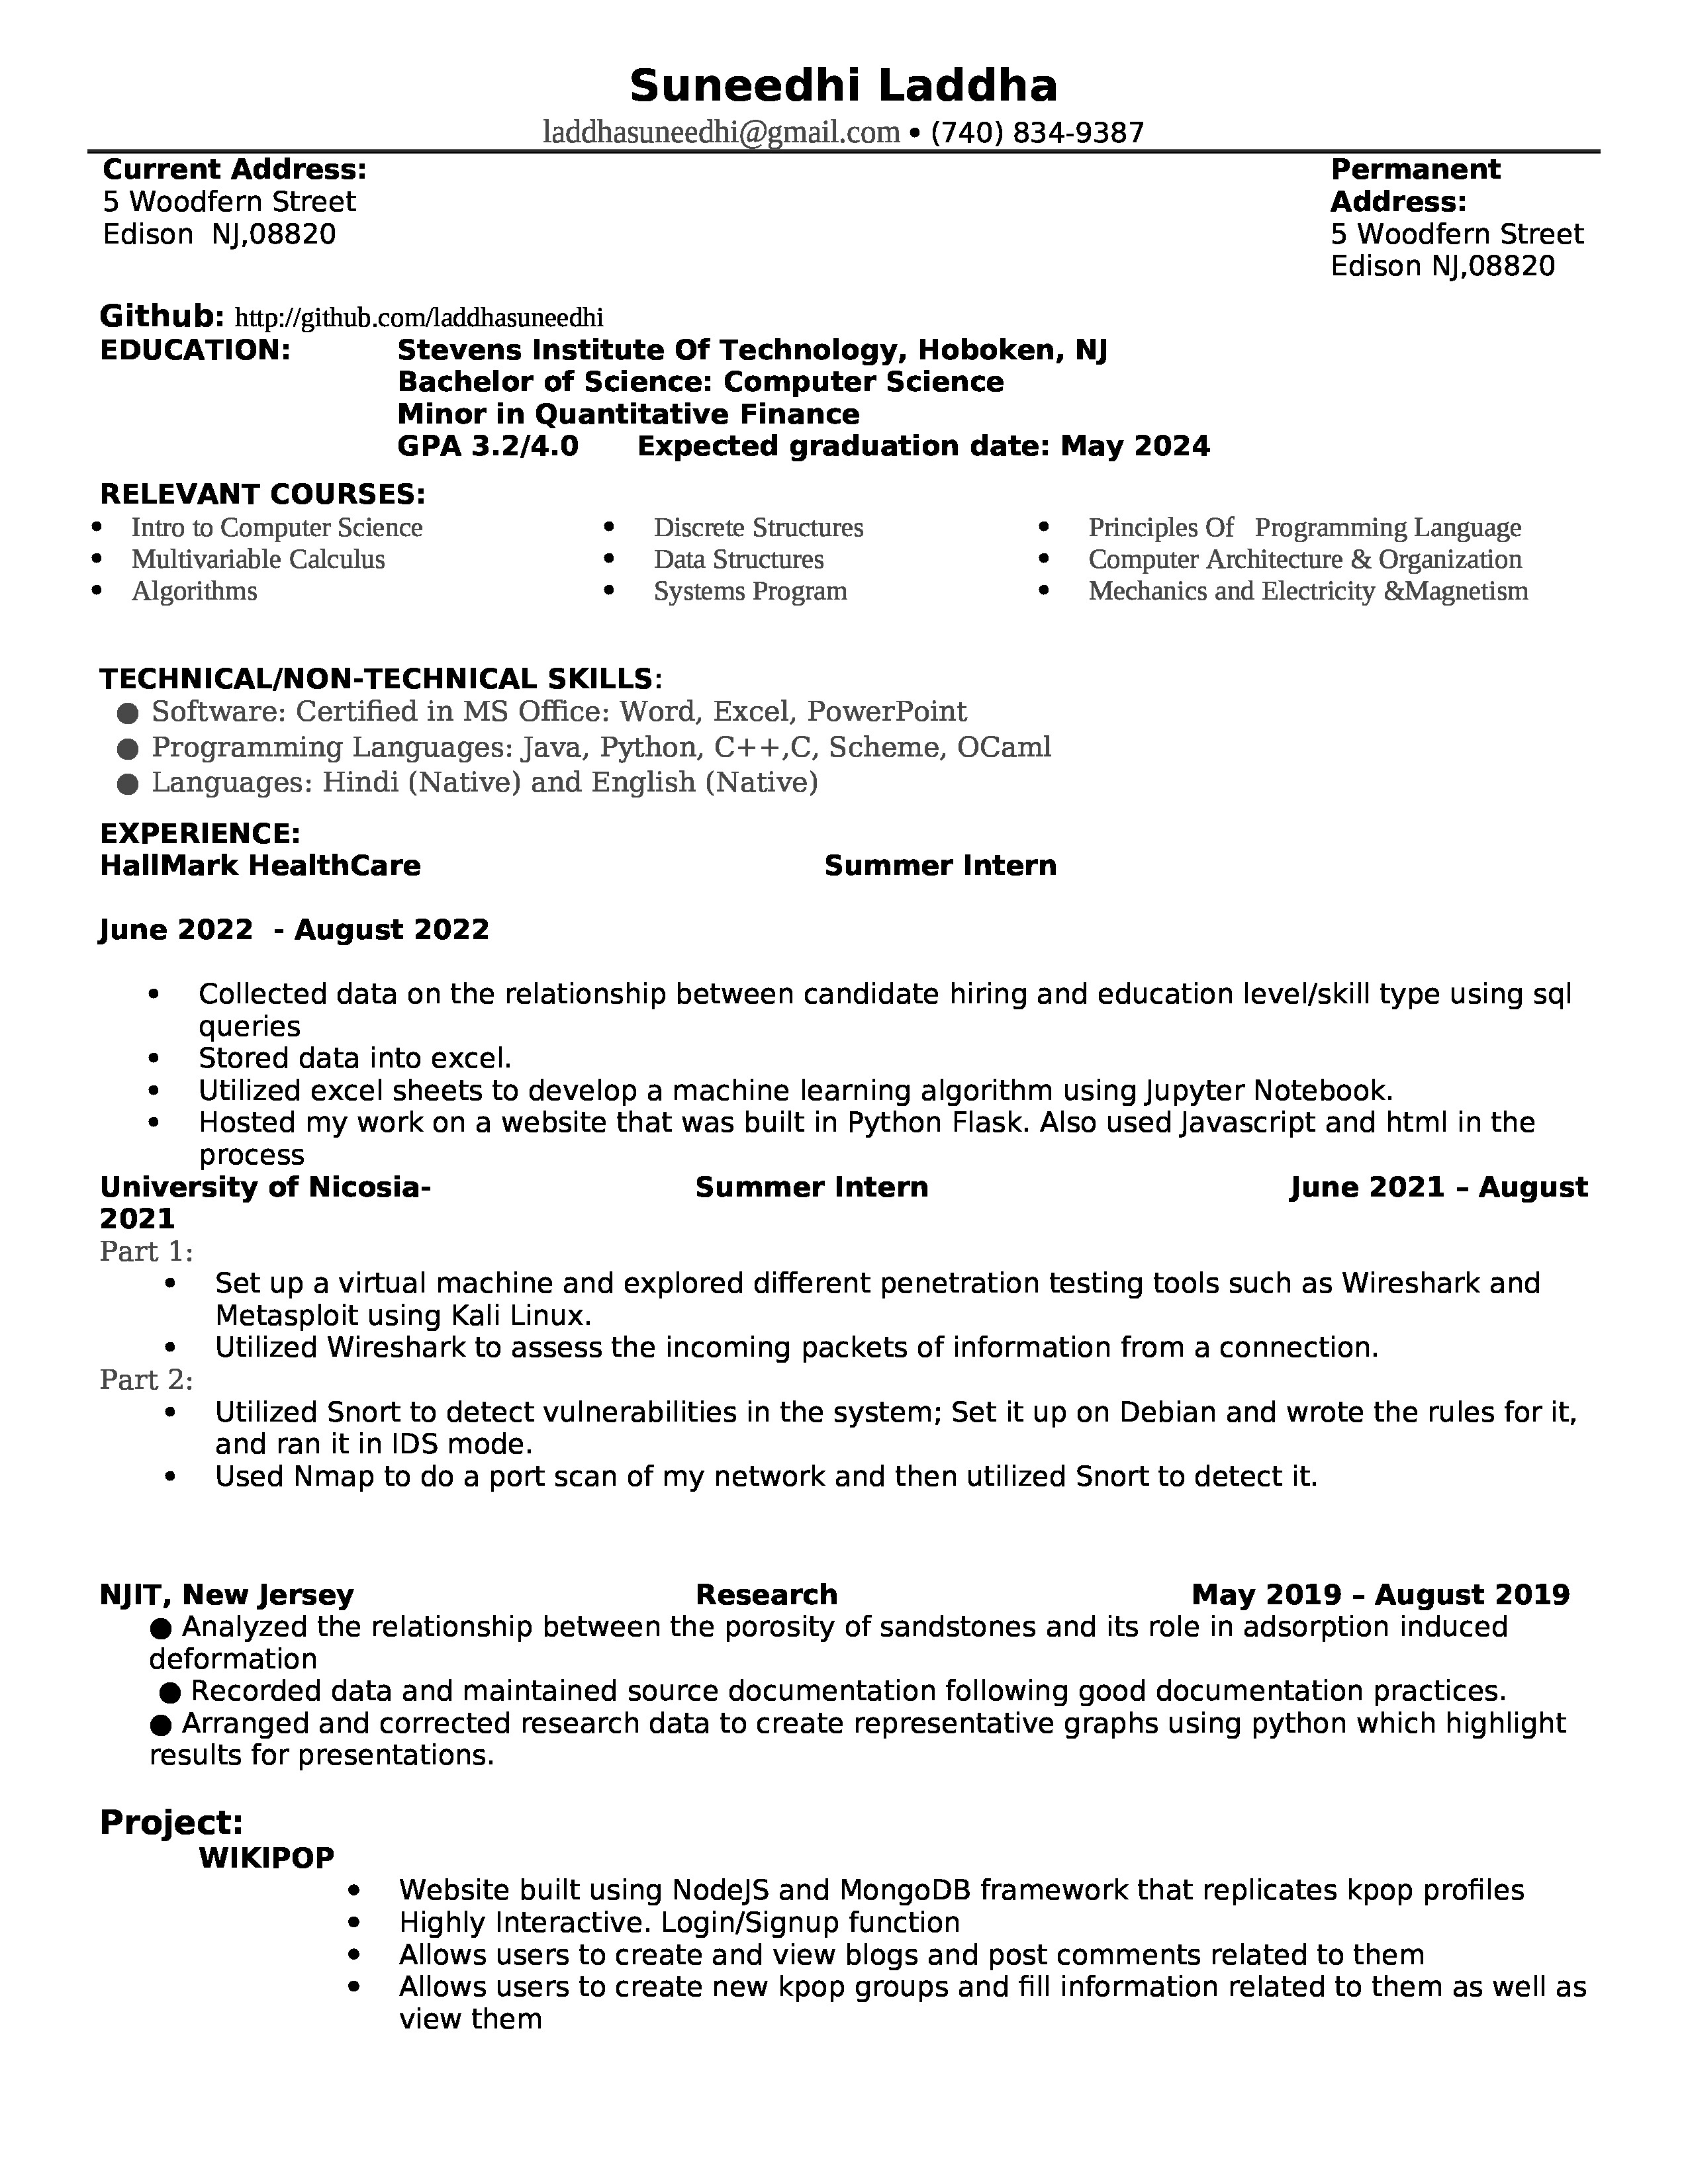 Suneedhi Laddha
laddhasuneedhi@gmail.com • (740) 834-9387
Current Address:
5 Woodfern Street
Edison  NJ,08820
Permanent
Address:
5 Woodfern Street
Edison NJ,08820
Github: http://github.com/laddhasuneedhi
EDUCATION: Stevens Institute Of Technology, Hoboken, NJ
Bachelor of Science: Computer Science
Minor in Quantitative Finance
GPA 3.2/4.0 Expected graduation date: May 2024
RELEVANT COURSES:
• Intro to Computer Science • Discrete Structures • Principles Of  Programming Language
• Multivariable Calculus • Data Structures • Computer Architecture & Organization
• Algorithms • Systems Program • Mechanics and Electricity &Magnetism
TECHNICAL/NON-TECHNICAL SKILLS:
● Software: Certified in MS Office: Word, Excel, PowerPoint
● Programming Languages: Java, Python, C++,C, Scheme, OCaml
● Languages: Hindi (Native) and English (Native)
EXPERIENCE:
HallMark HealthCare Summer Intern
June 2022  - August 2022
• Collected data on the relationship between candidate hiring and education level/skill type using sql
queries
• Stored data into excel.
• Utilized excel sheets to develop a machine learning algorithm using Jupyter Notebook.
• Hosted my work on a website that was built in Python Flask. Also used Javascript and html in the
process
University of Nicosia- Summer Intern June 2021 – August
2021
Part 1:
• Set up a virtual machine and explored different penetration testing tools such as Wireshark and
Metasploit using Kali Linux.
• Utilized Wireshark to assess the incoming packets of information from a connection.
Part 2:
• Utilized Snort to detect vulnerabilities in the system; Set it up on Debian and wrote the rules for it,
and ran it in IDS mode.
• Used Nmap to do a port scan of my network and then utilized Snort to detect it.
NJIT, New Jersey Research May 2019 – August 2019
● Analyzed the relationship between the porosity of sandstones and its role in adsorption induced
deformation
● Recorded data and maintained source documentation following good documentation practices.
● Arranged and corrected research data to create representative graphs using python which highlight
results for presentations.
Project:
WIKIPOP
• Website built using NodeJS and MongoDB framework that replicates kpop profiles
• Highly Interactive. Login/Signup function
• Allows users to create and view blogs and post comments related to them
• Allows users to create new kpop groups and fill information related to them as well as
view them